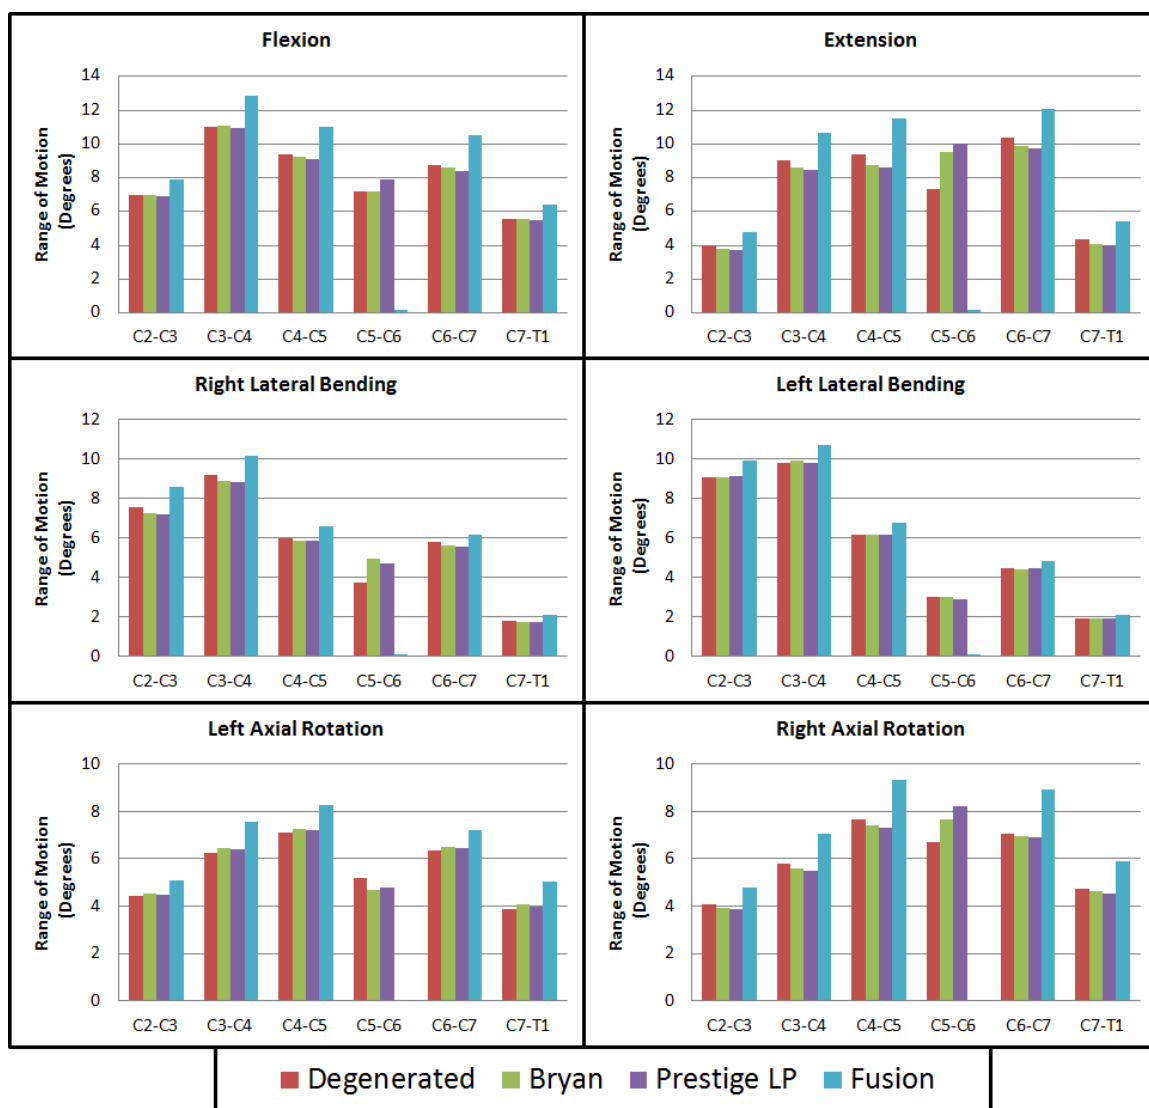 Flexion
Range of Motion
(Degrees)
14
12
10
8
6
4
2
0
C2-C3 C3-C4 C4-C5 C5-C6 C6-C7 C7-T1
Extension
Range of Motion
(Degrees)
14
12
10
8
6
4
2
0
C2-C3 C3-C4 C4-C5 C5-C6 C6-C7 C7-T1
Right Lateral Bending
Range of Motion
(Degrees)
12
10
8
6
4
2
0
C2-C3 C3-C4 C4-C5 C5-C6 C6-C7 C7-T1
Left Lateral Bending
Range of Motion
(Degrees)
12
10
8
6
4
2
0
C2-C3 C3-C4 C4-C5 C5-C6 C6-C7 C7-T1
Left Axial Rotation
Range of Motion
(Degrees)
10
8
6
4
2
0
C2-C3 C3-C4 C4-C5 C5-C6 C6-C7 C7-T1
Right Axial Rotation
Range of Motion
(Degrees)
10
8
6
4
2
0
C2-C3 C3-C4 C4-C5 C5-C6 C6-C7 C7-T1
Degenerated Bryan Prestige LP Fusion